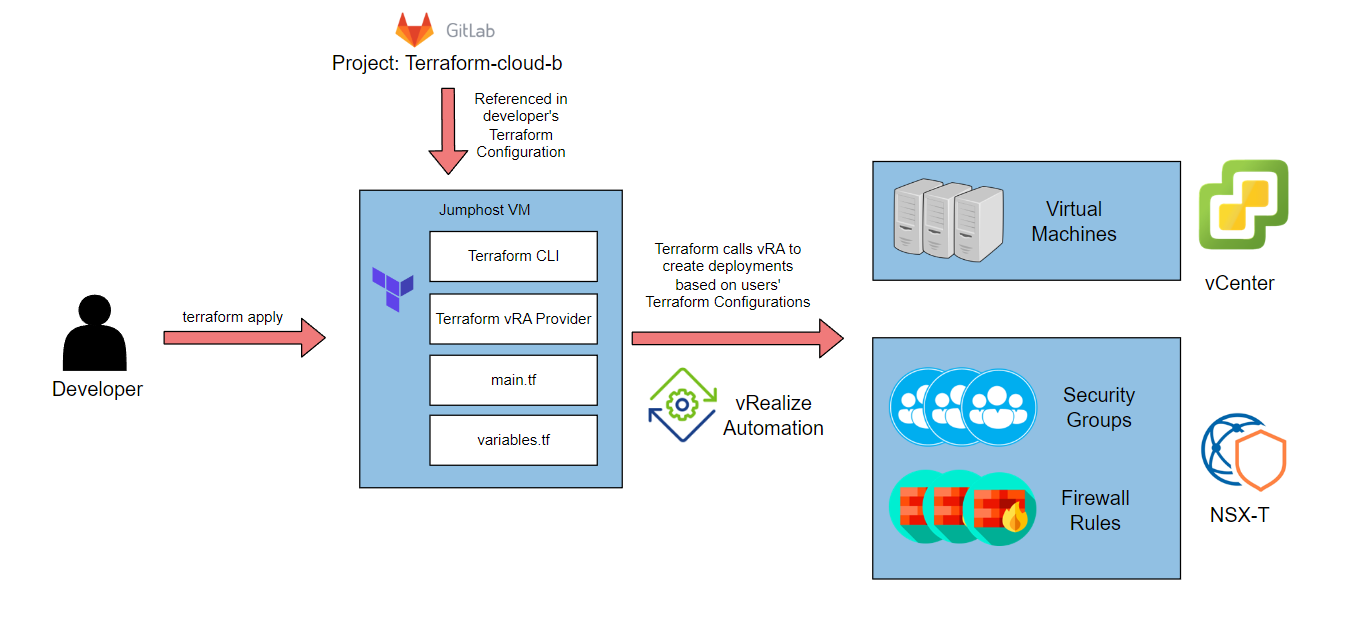 GitLab
Project: Terraform-cloud-b
Referenced in
developer's
Terraform
Configuration
Jumphost VM
Terraform CLI
Terraform vRA Provider
main.tf
variables.tf
Developer
terraform apply
Terraform calls vRA to
create deployments
based on users'
Terraform Configurations
vRealize
Automation
Virtual
Machines
vCenter
Security
Groups
Firewall
Rules
NSX-T